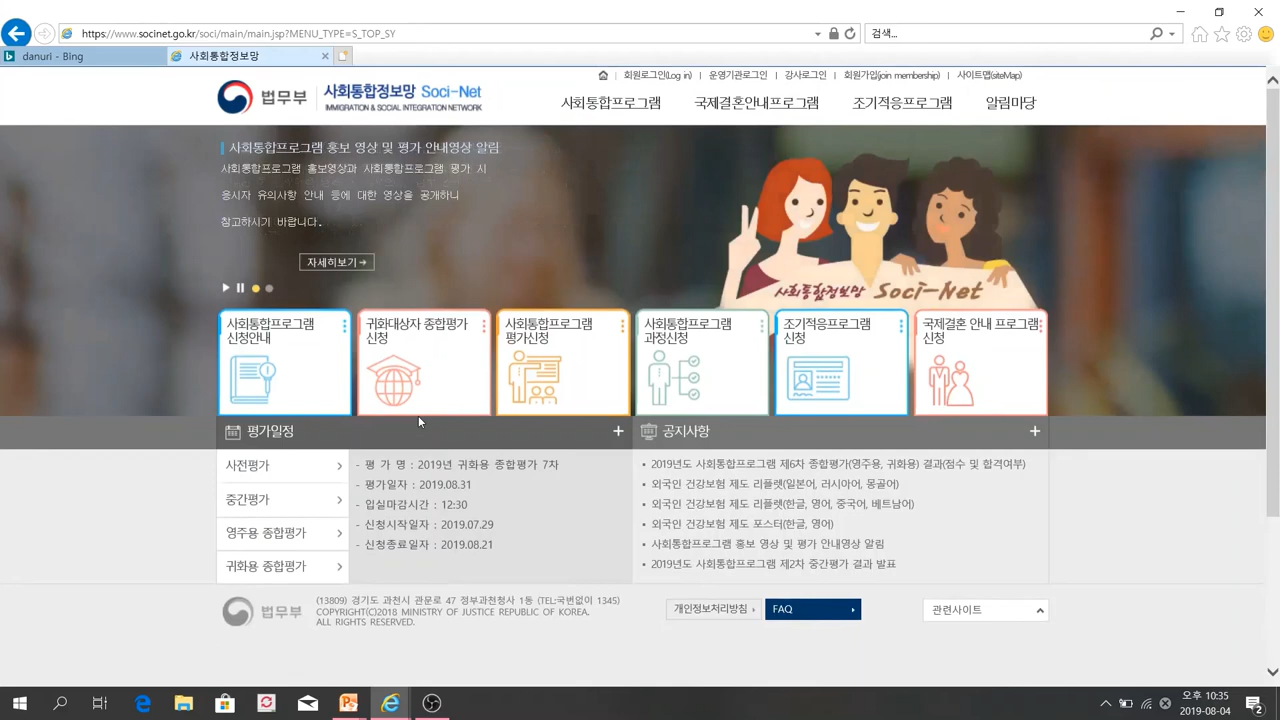 https://www.socinet.go.kr/soci/main/main.jsp?MENU_TYPE=S_TOP_SY
검색...
danuri - Bing
사회통합정보망
회원로그인(Log in)
운영기관로그인
강사로그인
회원가입(join membership)
사이트맵(siteMap)
법무부
사회통합정보망 Soci-Net
IMMIGRATION & SOCIAL INTEGRATION NETWORK
사회통합프로그램
국제결혼안내프로그램
조기적응프로그램
알림마당
사회통합프로그램 홍보 영상 및 평가 안내영상 알림
사회통합프로그램 홍보영상과 사회통합프로그램 평가 시
응시자 유의사항 안내 등에 대한 영상을 공개하니
참고하시기 바랍니다.
자세히보기→
사회통합정보망 Soci-Net
사회통합프로그램
신청안내
귀화대상자 종합평가
신청
사회통합프로그램
평가신청
사회통합프로그램
과정신청
조기적응프로그램
신청
국제결혼 안내 프로그램
신청
평가일정
+
사전평가
중간평가
영주용 종합평가
귀화용 종합평가
- 평 가 명 : 2019년 귀화용 종합평가 7차
- 평가일자 : 2019.08.31
- 입실마감시간 : 12:30
- 신청시작일자 : 2019.07.29
- 신청종료일자 : 2019.08.21
공지사항
+
2019년도 사회통합프로그램 제6차 종합평가(영주용, 귀화용) 결과(점수 및 합격여부)
외국인 건강보험 제도 리플렛(일본어, 러시아어, 몽골어)
외국인 건강보험 제도 리플렛(한글, 영어, 중국어, 베트남어)
외국인 건강보험 제도 포스터(한글, 영어)
사회통합프로그램 홍보 영상 및 평가 안내영상 알림
2019년도 사회통합프로그램 제2차 중간평가 결과 발표
법무부
(13809) 경기도 과천시 관문로 47 정부과천청사 1동 (TEL:국번없이 1345)
COPYRIGHT(C)2018 MINISTRY OF JUSTICE REPUBLIC OF KOREA.
ALL RIGHTS RESERVED.
개인정보처리방침
FAQ
관련사이트
오후 10:35
2019-08-04
2